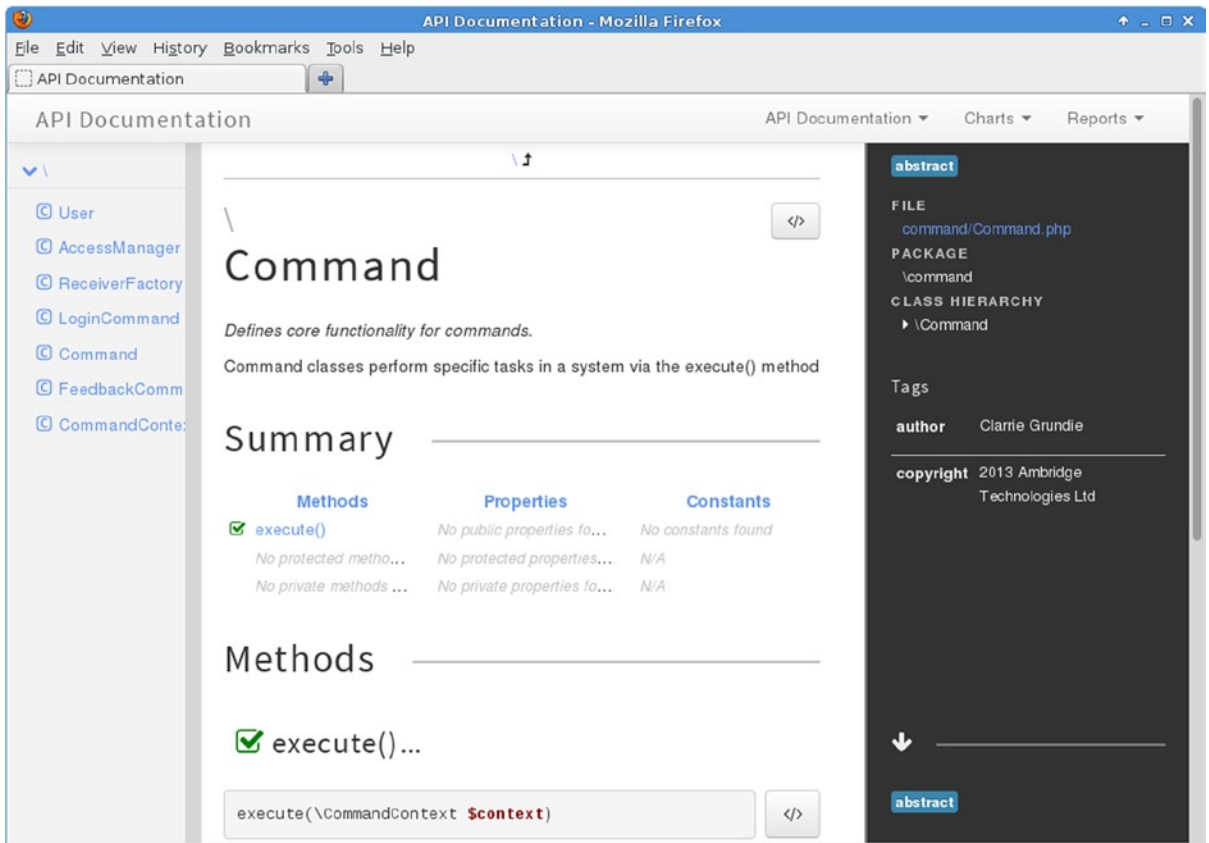 API Documentation - Mozilla Firefox
File Edit View History Bookmarks Tools Help
API Documentation
API Documentation
API Documentation Charts Reports
\
User
AccessManager
ReceiverFactory
LoginCommand
Command
FeedbackComm
CommandConte
\
\
</>
Command
Defines core functionality for commands.
Command classes perform specific tasks in a system via the execute() method
Summary
Methods Properties Constants
execute() No public properties fo... No constants found
No protected metho... No protected properties... N/A
No private methods ... No private properties fo... N/A
Methods
execute()...
execute(\CommandContext $context)
</>
abstract
FILE
command/Command.php
PACKAGE
\command
CLASS HIERARCHY
\Command
Tags
author Clarrie Grundie
copyright 2013 Ambridge
Technologies Ltd
abstract